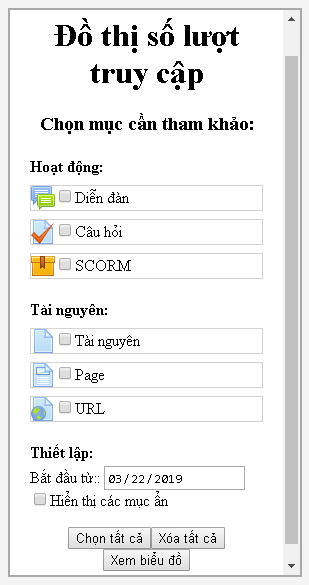 Đồ thị số lượt
truy cập
Chọn mục cần tham khảo:
Hoạt động:
Diễn đàn
Câu hỏi
SCORM
Tài nguyên:
Tài nguyên
Page
URL
Thiết lập:
Bắt đầu từ:: 03/22/2019
Hiển thị các mục ẩn
Chọn tất cả Xóa tất cả
Xem biểu đồ